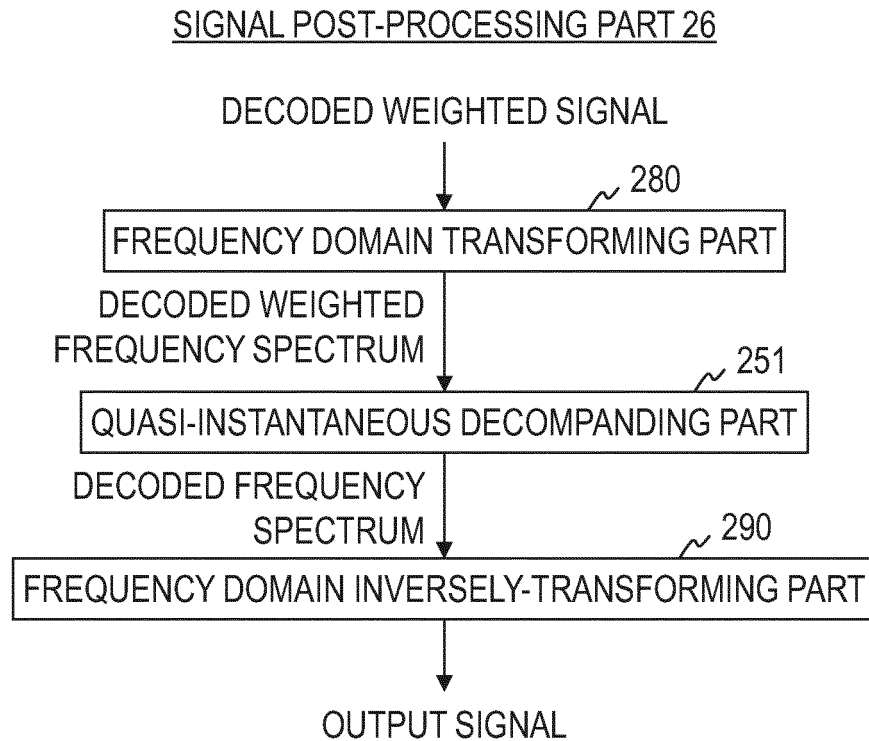 SIGNAL POST-PROCESSING PART 26
DECODED WEIGHTED SIGNAL
280
FREQUENCY DOMAIN TRANSFORMING PART
DECODED WEIGHTED
FREQUENCY SPECTRUM
251
QUASI-INSTANTANEOUS DECOMPANDING PART
DECODED FREQUENCY
SPECTRUM
290
FREQUENCY DOMAIN INVERSELY-TRANSFORMING PART
OUTPUT SIGNAL